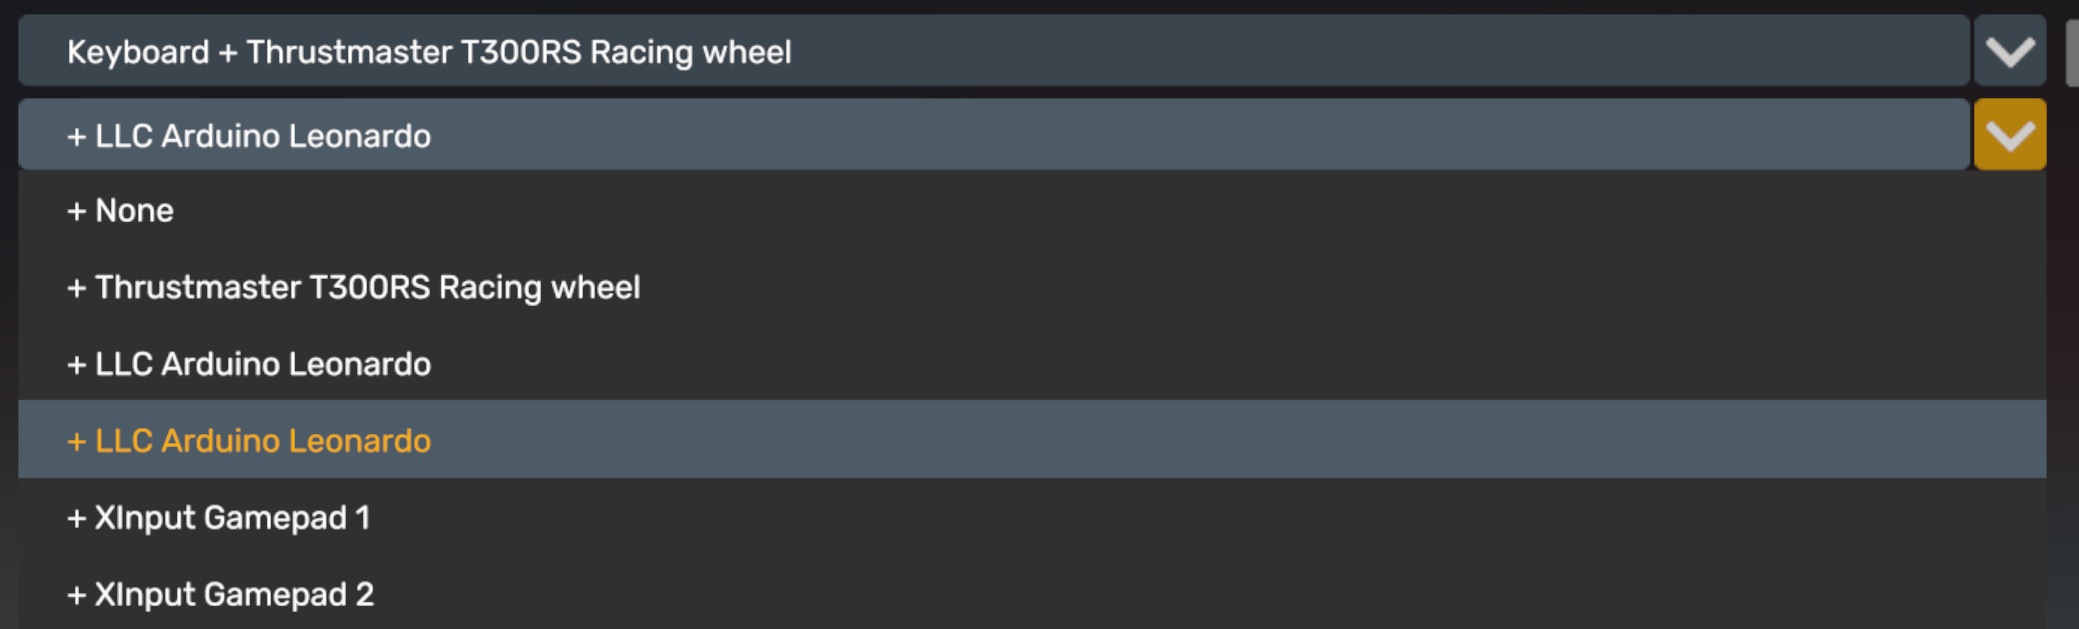 Keyboard + Thrustmaster T300RS Racing wheel
+ LLC Arduino Leonardo
+ None
+ Thrustmaster T300RS Racing wheel
+ LLC Arduino Leonardo
+ LLC Arduino Leonardo
+ XInput Gamepad 1
+ XInput Gamepad 2